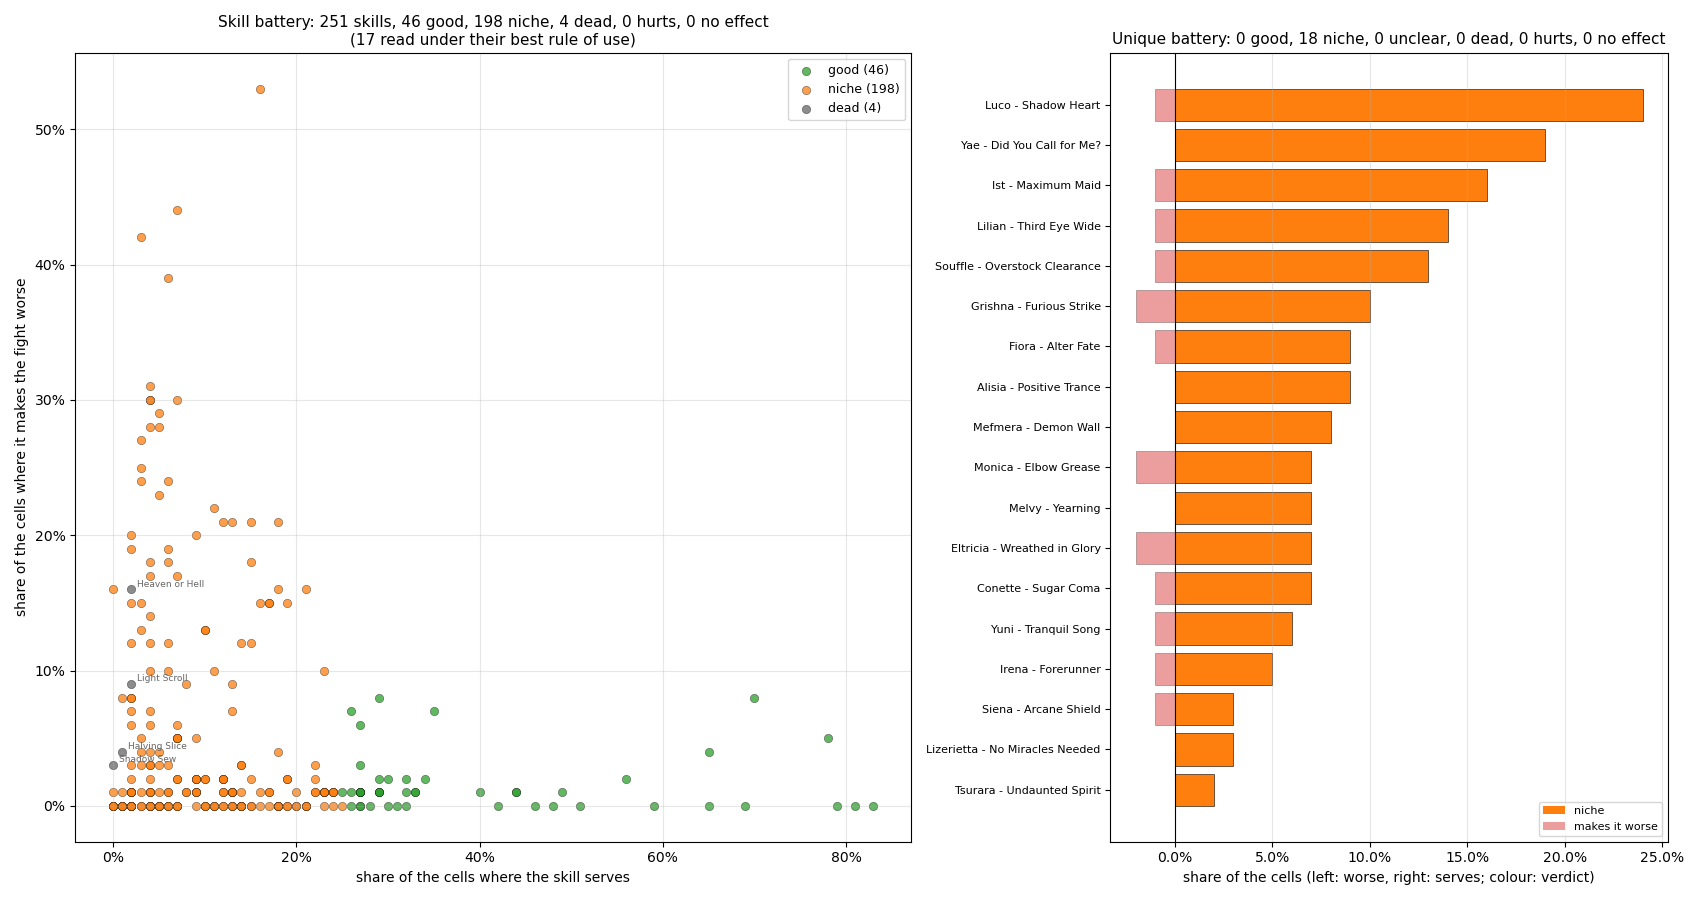 Skill battery: 251 skills, 46 good, 198 niche, 4 dead, 0 hurts, 0 no effect
(17 read under their best rule of use)
good (46)
niche (198)
dead (4)
share of the cells where it makes the fight worse
50%
40%
30%
20%
10%
0%
Heaven or Hell
Light Scroll
Halving Slice
Shadow Sew
0%
20%
40%
60%
80%
share of the cells where the skill serves
Unique battery: 0 good, 18 niche, 0 unclear, 0 dead, 0 hurts, 0 no effect
Luco - Shadow Heart
Yae - Did You Call for Me?
Ist - Maximum Maid
Lilian - Third Eye Wide
Souffle - Overstock Clearance
Grishna - Furious Strike
Fiora - Alter Fate
Alisia - Positive Trance
Mefmera - Demon Wall
Monica - Elbow Grease
Melvy - Yearning
Eltricia - Wreathed in Glory
Conette - Sugar Coma
Yuni - Tranquil Song
Irena - Forerunner
Siena - Arcane Shield
Lizerietta - No Miracles Needed
Tsurara - Undaunted Spirit
niche
makes it worse
0.0%
5.0%
10.0%
15.0%
20.0%
25.0%
share of the cells (left: worse, right: serves; colour: verdict)